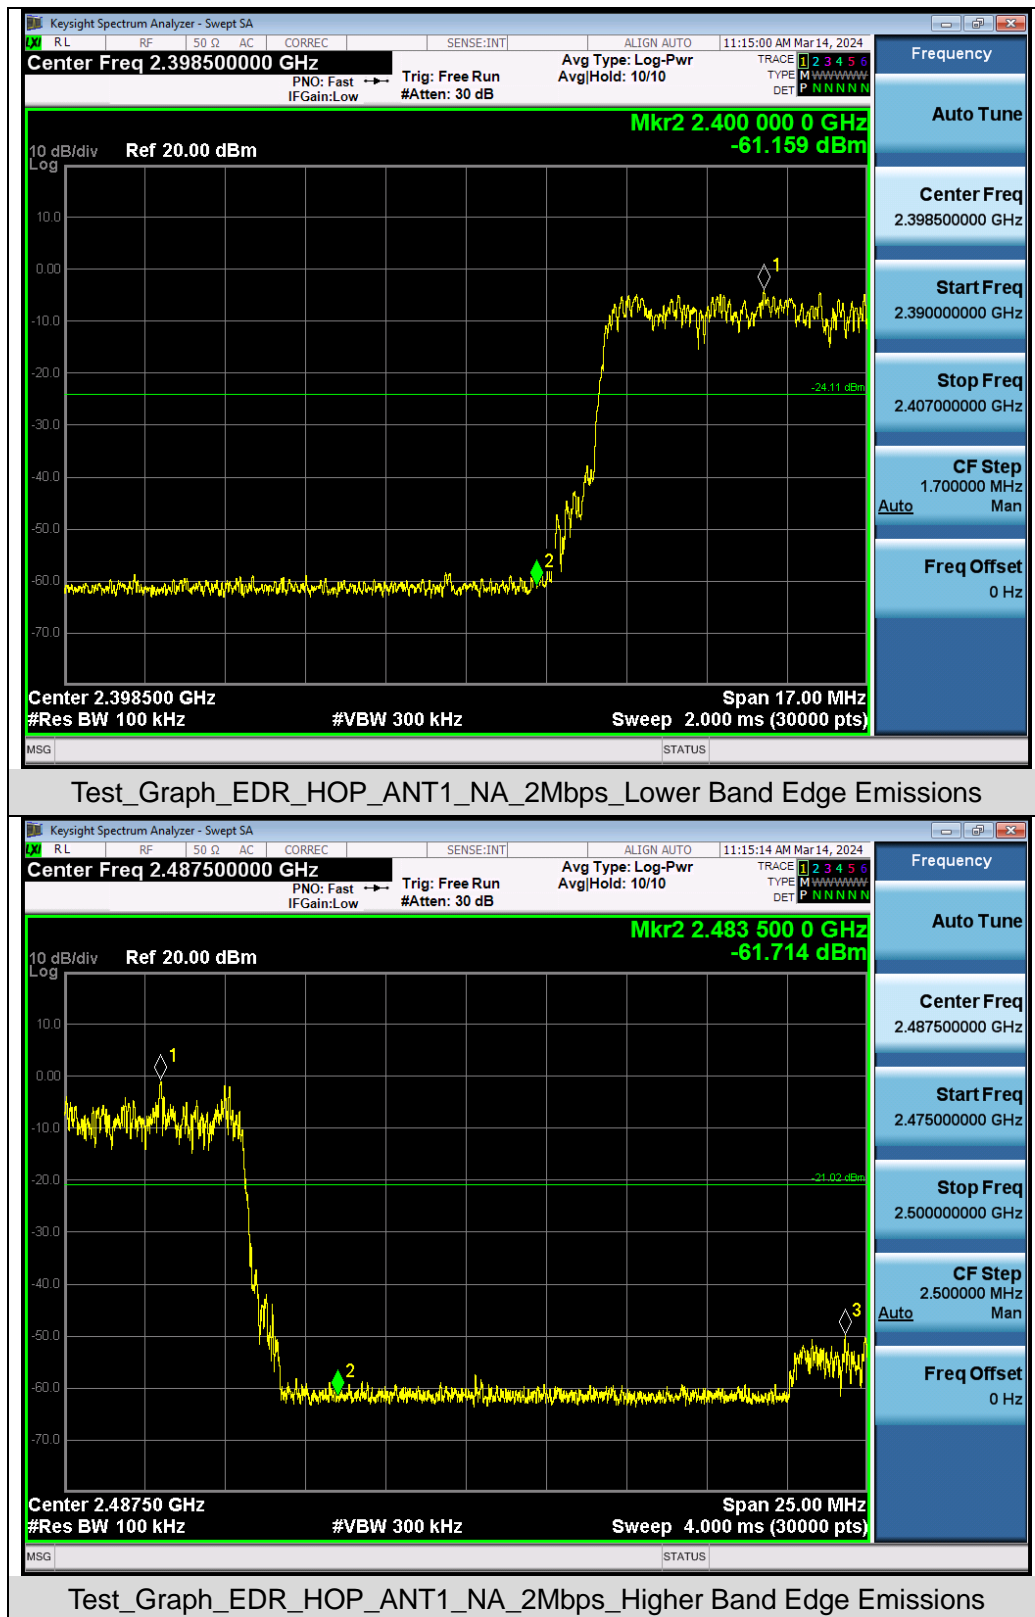 Keysight Spectrum Analyzer - Swept SA
LXI RL RF 50 Ω AC CORREC SENSE:INT ALIGN AUTO 11:15:00 AM Mar 14, 2024
Center Freq 2.398500000 GHz
PNO: Fast
IFGain:Low
Trig: Free Run
#Atten: 30 dB
Avg Type: Log-Pwr
Avg|Hold: 10/10
TRACE 1 2 3 4 5 6
TYPE M WWWWW
DET P N N N N N
Mkr2 2.400 000 0 GHz
-61.159 dBm
10 dB/div Ref 20.00 dBm
Log
10.0
0.00
-10.0
-20.0
-30.0
-40.0
-50.0
-60.0
-70.0
1
-24.11 dBm
2
Center 2.398500 GHz Span 17.00 MHz
#Res BW 100 kHz #VBW 300 kHz Sweep 2.000 ms (30000 pts)
MSG STATUS
Frequency
Auto Tune
Center Freq
2.398500000 GHz
Start Freq
2.390000000 GHz
Stop Freq
2.407000000 GHz
CF Step
1.700000 MHz
Auto Man
Freq Offset
0 Hz
Test_Graph_EDR_HOP_ANT1_NA_2Mbps_Lower Band Edge Emissions
Keysight Spectrum Analyzer - Swept SA
LXI RL RF 50 Ω AC CORREC SENSE:INT ALIGN AUTO 11:15:14 AM Mar 14, 2024
Center Freq 2.487500000 GHz
PNO: Fast
IFGain:Low
Trig: Free Run
#Atten: 30 dB
Avg Type: Log-Pwr
Avg|Hold: 10/10
TRACE 1 2 3 4 5 6
TYPE M WWWWW
DET P N N N N N
Mkr2 2.483 500 0 GHz
-61.714 dBm
10 dB/div Ref 20.00 dBm
Log
10.0
0.00
-10.0
-20.0
-30.0
-40.0
-50.0
-60.0
-70.0
1
-21.02 dBm
3
2
Center 2.48750 GHz Span 25.00 MHz
#Res BW 100 kHz #VBW 300 kHz Sweep 4.000 ms (30000 pts)
MSG STATUS
Frequency
Auto Tune
Center Freq
2.487500000 GHz
Start Freq
2.475000000 GHz
Stop Freq
2.500000000 GHz
CF Step
2.500000 MHz
Auto Man
Freq Offset
0 Hz
Test_Graph_EDR_HOP_ANT1_NA_2Mbps_Higher Band Edge Emissions